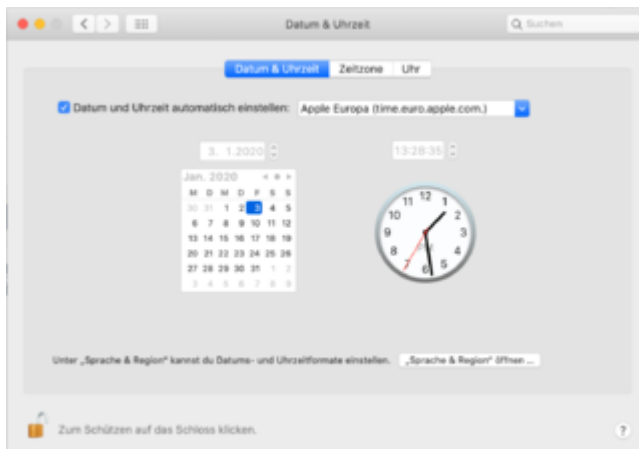 Datum & Uhrzeit
Suchen
Datum & Uhrzeit Zeitzone Uhr
Datum und Uhrzeit automatisch einstellen: Apple Europa (time.euro.apple.com.)
3. 1.2020 13:28:35
Jan. 2020
M D M D F S S
30 31 1 2 3 4 5
6 7 8 9 10 11 12
13 14 15 16 17 18 19
20 21 22 23 24 25 26
27 28 29 30 31 1 2
3 4 5 6 7 8 9
12
11 1
10 2
9 3
8 4
7 5
6
Unter „Sprache & Region“ kannst du Datums- und Uhrzeitformate einstellen. „Sprache & Region“ öffnen ...
Zum Schützen auf das Schloss klicken.
?